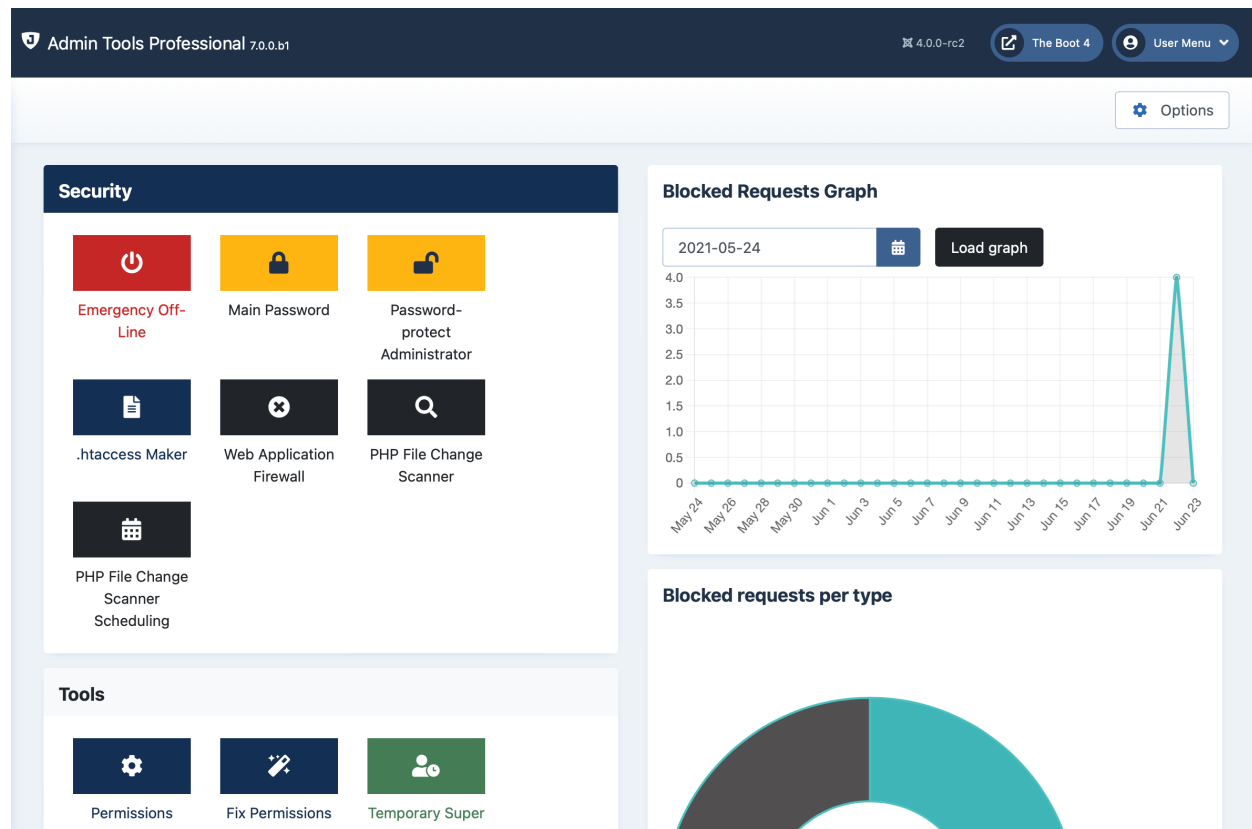 Admin Tools Professional 7.0.0.b1
4.0.0-rc2
The Boot 4
User Menu
Options
Security
Emergency Off-
Line
Main Password
Password-
protect
Administrator
.htaccess Maker
Web Application
Firewall
PHP File Change
Scanner
PHP File Change
Scanner
Scheduling
Tools
Permissions
Fix Permissions
Temporary Super
Blocked Requests Graph
2021-05-24
Load graph
4.0
3.5
3.0
2.5
2.0
1.5
1.0
0.5
0
May 24
May 26
May 28
May 30
Jun 1
Jun 3
Jun 5
Jun 7
Jun 9
Jun 11
Jun 13
Jun 15
Jun 17
Jun 19
Jun 21
Jun 23
Blocked requests per type